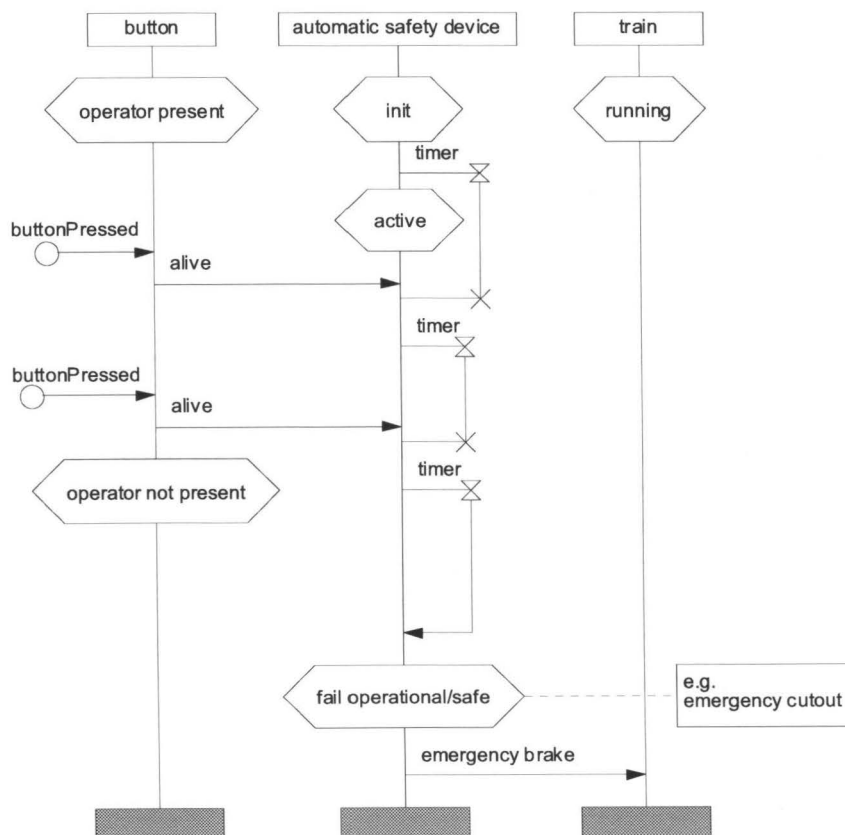 button
automatic safety device
train
operator present
init
running
timer
active
buttonPressed
alive
timer
buttonPressed
alive
timer
operator not present
fail operational/safe
e.g.
emergency cutout
emergency brake